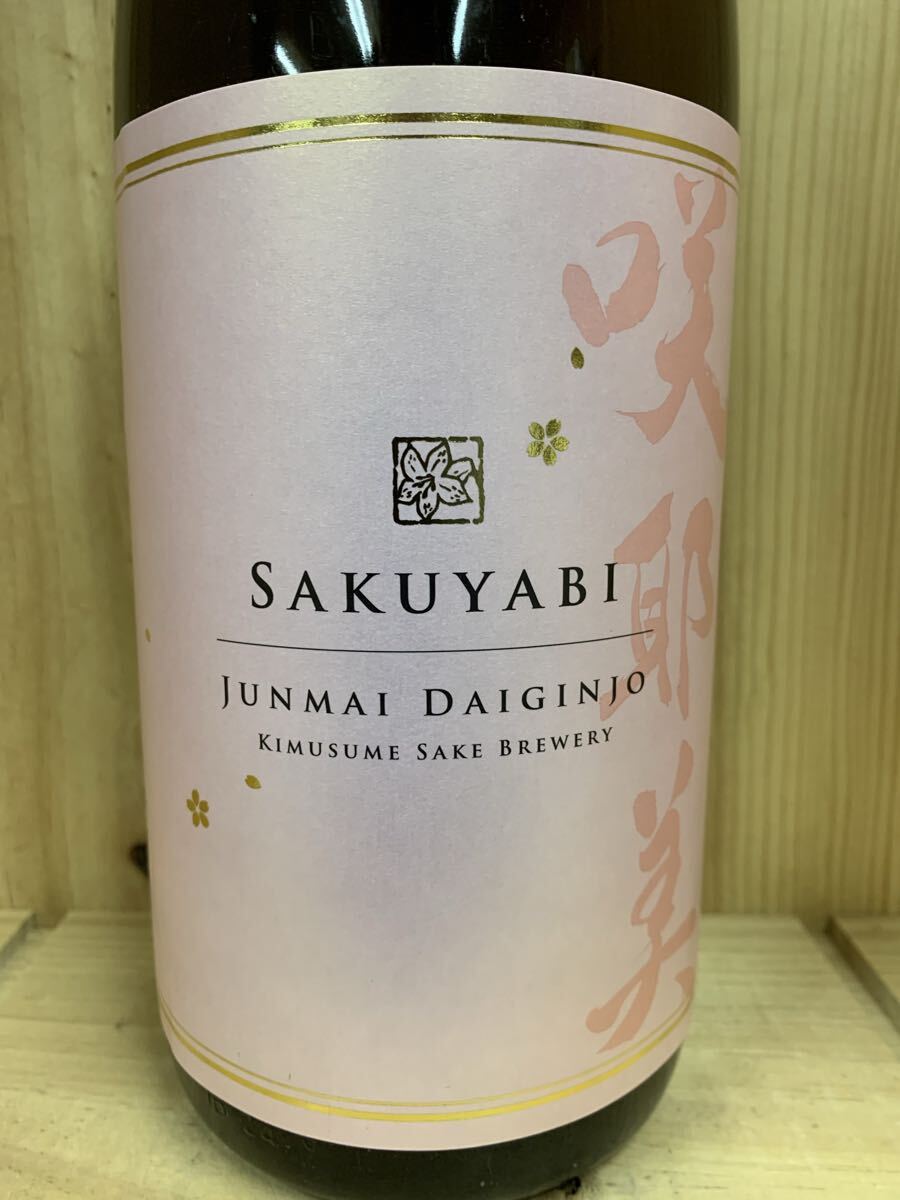 咲耶美
SAKUYABI
JUNMAI DAIGINJO
KIMUSUME SAKE BREWERY